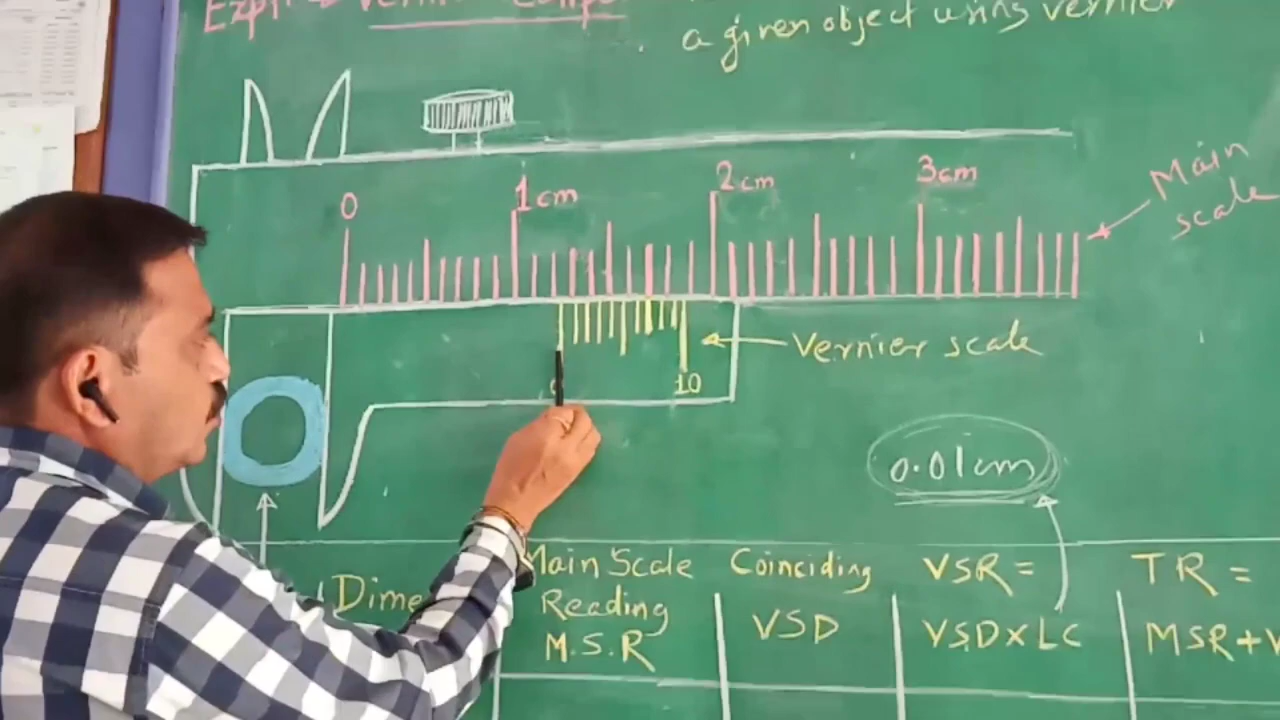 a given object using vernier
0
1cm
2cm
3cm
Main
scale
Vernier scale
10
0.01cm
Main Scale
Reading
M.S.R
Coinciding
VSD
VSR =
VSD×LC
TR =
MSR+